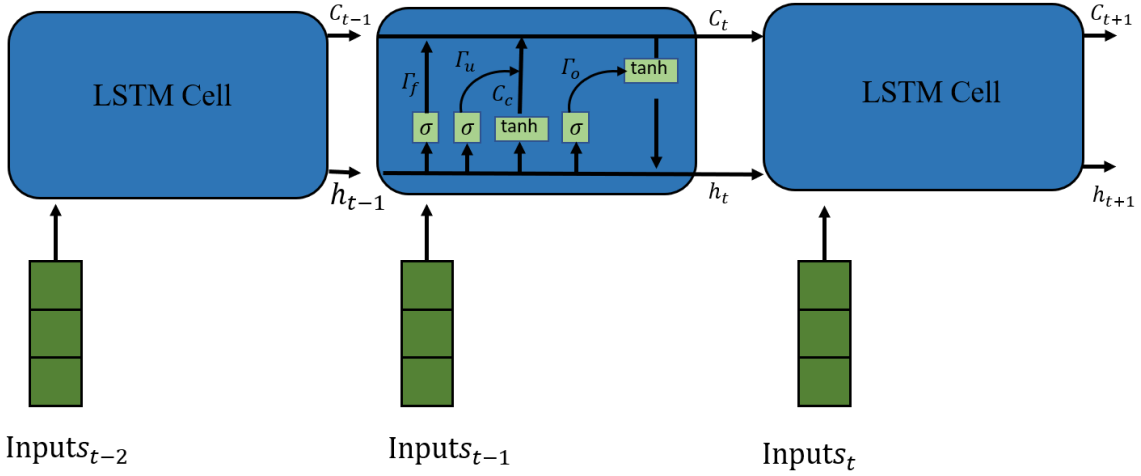 C_{t−1}
C_t
C_{t+1}
LSTM Cell
Γ_f
Γ_u
C_c
Γ_o
tanh
LSTM Cell
σ
σ
tanh
σ
h_{t−1}
h_t
h_{t+1}
Inputs_{t−2}
Inputs_{t−1}
Inputs_t